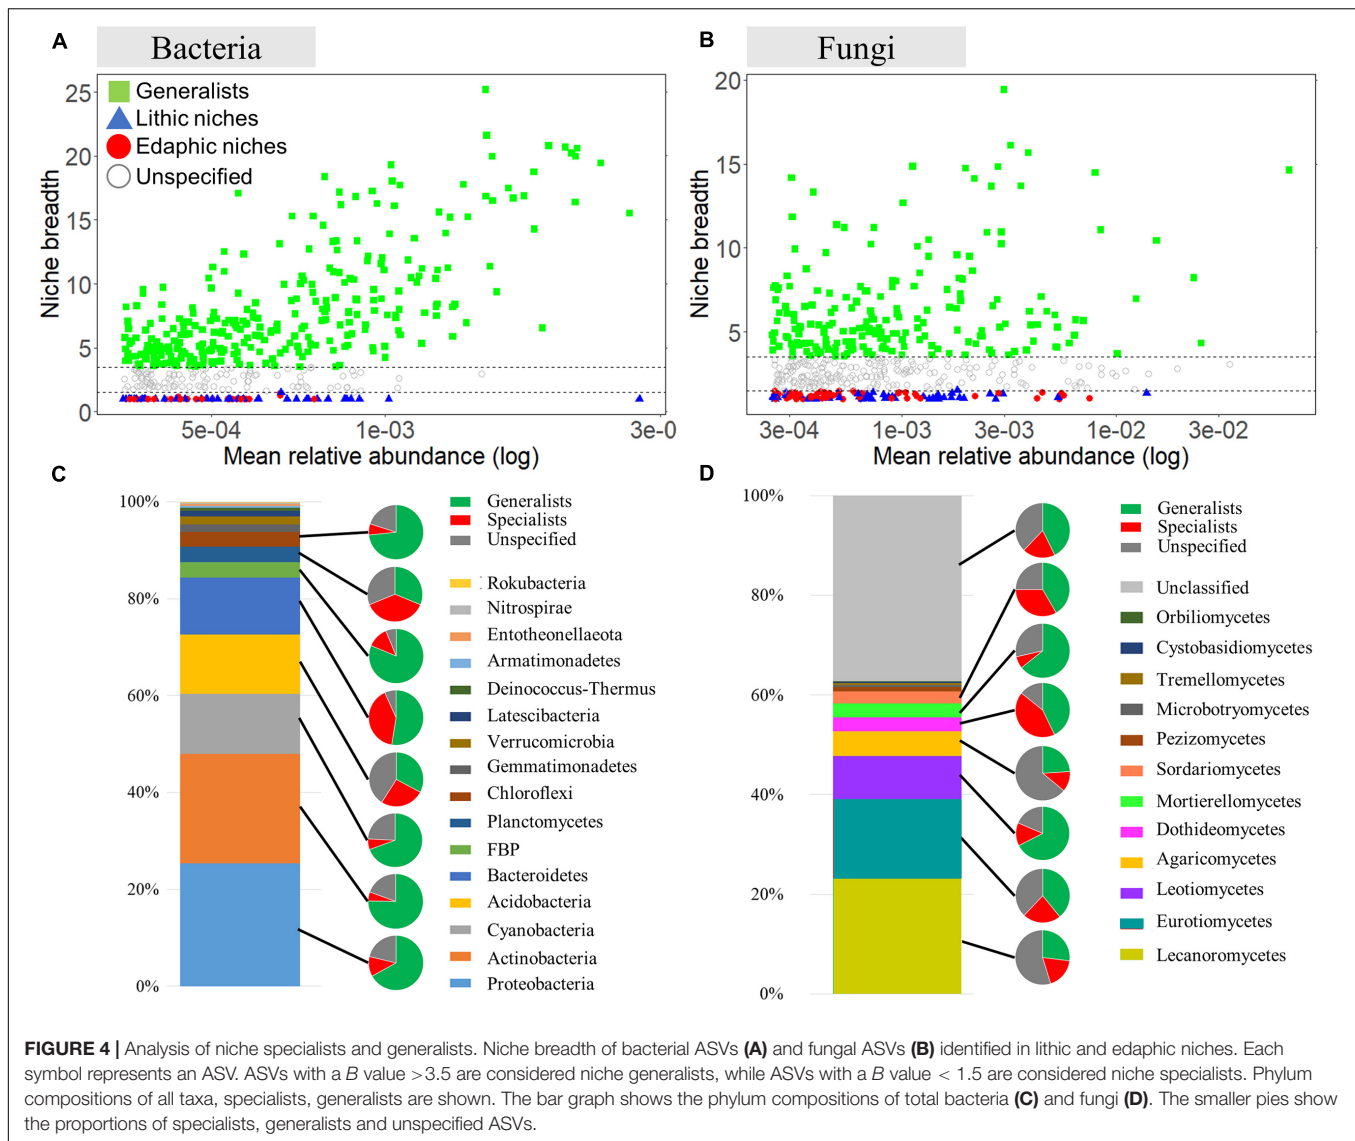 A
Bacteria
Generalists
Lithic niches
Edaphic niches
Unspecified
25
20
15
10
5
0
Niche breadth
5e-04
1e-03
3e-0
Mean relative abundance (log)
B
Fungi
20
15
10
5
Niche breadth
3e-04
1e-03
3e-03
1e-02
3e-02
Mean relative abundance (log)
C
100%
80%
60%
40%
20%
0%
Generalists
Specialists
Unspecified
Rokubacteria
Nitrospirae
Entotheonellaeota
Armatimonadetes
Deinococcus-Thermus
Latescibacteria
Verrucomicrobia
Gemmatimonadetes
Chloroflexi
Planctomycetes
FBP
Bacteroidetes
Acidobacteria
Cyanobacteria
Actinobacteria
Proteobacteria
D
100%
80%
60%
40%
20%
0%
Generalists
Specialists
Unspecified
Unclassified
Orbiliomycetes
Cystobasidiomycetes
Tremellomycetes
Microbotryomycetes
Pezizomycetes
Sordariomycetes
Mortierellomycetes
Dothideomycetes
Agaricomycetes
Leotiomycetes
Eurotiomycetes
Lecanoromycetes
FIGURE 4 | Analysis of niche specialists and generalists. Niche breadth of bacterial ASVs (A) and fungal ASVs (B) identified in lithic and edaphic niches. Each
symbol represents an ASV. ASVs with a B value >3.5 are considered niche generalists, while ASVs with a B value < 1.5 are considered niche specialists. Phylum
compositions of all taxa, specialists, generalists are shown. The bar graph shows the phylum compositions of total bacteria (C) and fungi (D). The smaller pies show
the proportions of specialists, generalists and unspecified ASVs.